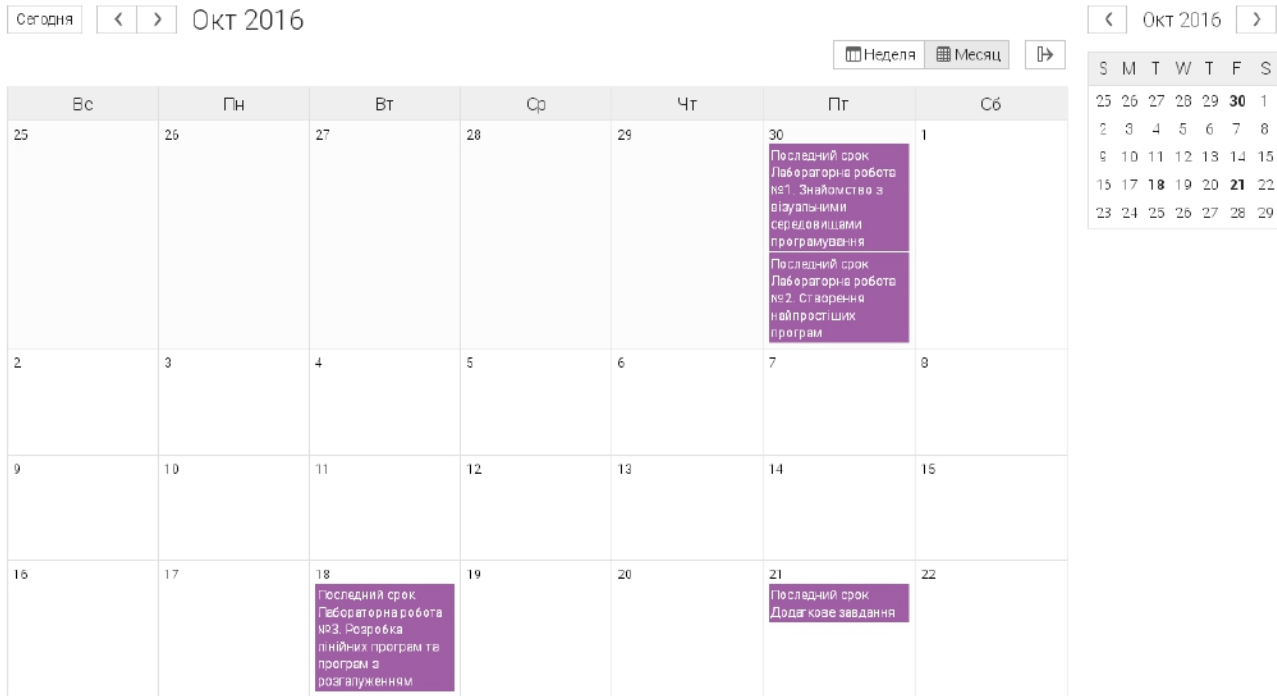 Сегодня
Окт 2016
Неделя Месяц
Вс Пн Вт Ср Чт Пт Сб
25 26 27 28 29 30 1
Последний срок
Лабораторна робота
№1. Знайомство з
візуальними
середовищами
програмування
Последний срок
Лабораторна робота
№2. Створення
найпростіших
програм
2 3 4 5 6 7 8
9 10 11 12 13 14 15
16 17 18 19 20 21 22
Последний срок
Лабораторна робота
№3. Розробка
лінійних програм та
програм з
розгалуженням
Последний срок
Додаткове завдання
Окт 2016
S M T W T F S
25 26 27 28 29 30 1
2 3 4 5 6 7 8
9 10 11 12 13 14 15
16 17 18 19 20 21 22
23 24 25 26 27 28 29